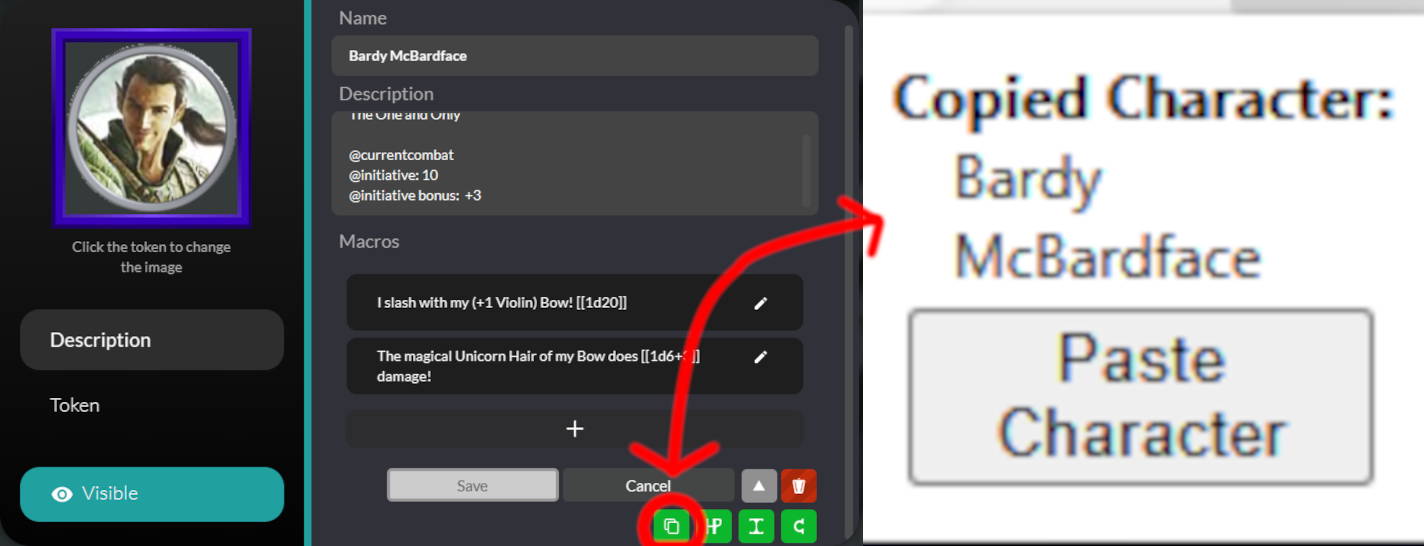 Click the token to change
the image
Description
Token
Visible
Name
Bardy McBardface
Description
The One and Only
@currentcombat
@initiative: 10
@initiative bonus: +3
Macros
I slash with my (+1 Violin) Bow! [[1d20]]
The magical Unicorn Hair of my Bow does
damage!
+
Save
Cancel
Copied Character:
Bardy
McBardface
Paste
Character